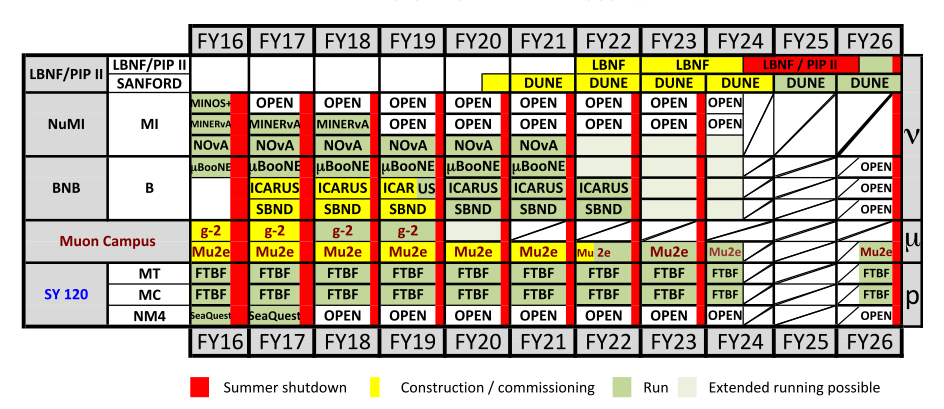 FY16 FY17 FY18 FY19 FY20 FY21 FY22 FY23 FY24 FY25 FY26
LBNF/PIP II LBNF/PIP II LBNF LBNF LBNF / PIP II
SANFORD DUNE DUNE DUNE DUNE DUNE DUNE
NuMI MI MINOS+ OPEN OPEN OPEN OPEN OPEN OPEN OPEN OPEN ν
MINERvA MINERvA MINERvA OPEN OPEN OPEN OPEN OPEN OPEN
NOvA NOvA NOvA NOvA NOvA NOvA
BNB B μBooNE μBooNE μBooNE μBooNE μBooNE μBooNE OPEN
ICARUS ICARUS ICARUS ICARUS ICARUS ICARUS OPEN
SBND SBND SBND SBND SBND SBND OPEN
Muon Campus g-2 g-2 g-2 g-2 μ
Mu2e Mu2e Mu2e Mu2e Mu2e Mu2e Mu 2e Mu2e Mu2e Mu2e
SY 120 MT FTBF FTBF FTBF FTBF FTBF FTBF FTBF FTBF FTBF FTBF p
MC FTBF FTBF FTBF FTBF FTBF FTBF FTBF FTBF FTBF FTBF
NM4 SeaQuest SeaQuest OPEN OPEN OPEN OPEN OPEN OPEN OPEN OPEN
FY16 FY17 FY18 FY19 FY20 FY21 FY22 FY23 FY24 FY25 FY26
Summer shutdown Construction / commissioning Run Extended running possible